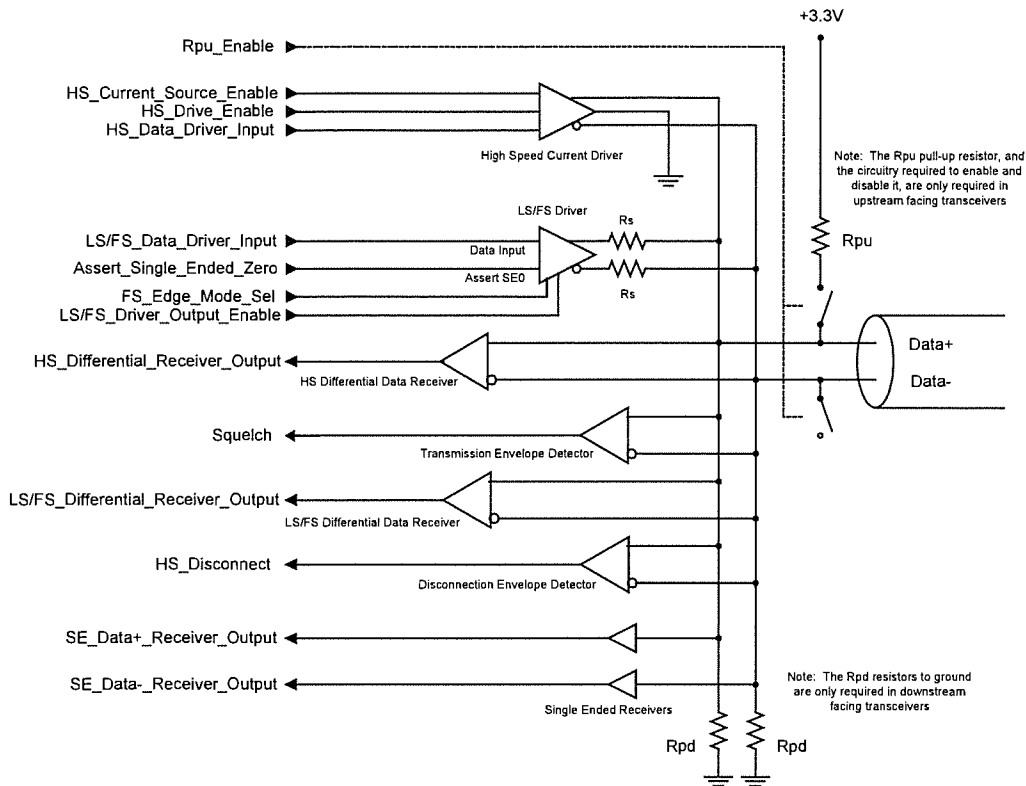 +3.3V
Rpu_Enable
HS_Current_Source_Enable
HS_Drive_Enable
HS_Data_Driver_Input
High Speed Current Driver
Note: The Rpu pull-up resistor, and
the circuitry required to enable and
disable it, are only required in
upstream facing transceivers
LS/FS Driver
Rs
LS/FS_Data_Driver_Input
Data Input
Rpu
Assert_Single_Ended_Zero
Assert SE0
Rs
FS_Edge_Mode_Sel
LS/FS_Driver_Output_Enable
Data+
HS_Differential_Receiver_Output
HS Differential Data Receiver
Data-
Squelch
Transmission Envelope Detector
LS/FS_Differential_Receiver_Output
LS/FS Differential Data Receiver
HS_Disconnect
Disconnection Envelope Detector
SE_Data+_Receiver_Output
SE_Data-_Receiver_Output
Single Ended Receivers
Note: The Rpd resistors to ground
are only required in downstream
facing transceivers
Rpd
Rpd